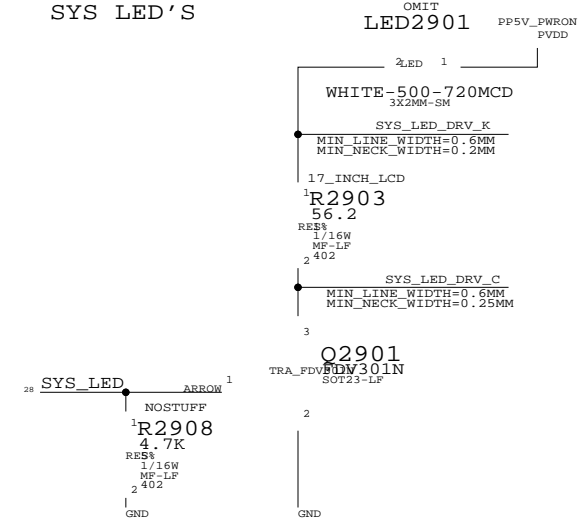 SYS LED'S
OMIT
LED2901
PP5V_PWRON
PVDD
2 LED 1
WHITE-500-720MCD
3X2MM-SM
SYS_LED_DRV_K
MIN_LINE_WIDTH=0.6MM
MIN_NECK_WIDTH=0.2MM
17_INCH_LCD
1
R2903
56.2
1/16W
MF-LF
402
2
SYS_LED_DRV_C
MIN_LINE_WIDTH=0.6MM
MIN_NECK_WIDTH=0.25MM
3
Q2901
FDV301N
SOT23-LF
2
28 SYS_LED
ARROW 1
NOSTUFF
1
R2908
4.7K
1/16W
MF-LF
402
2
GND
GND